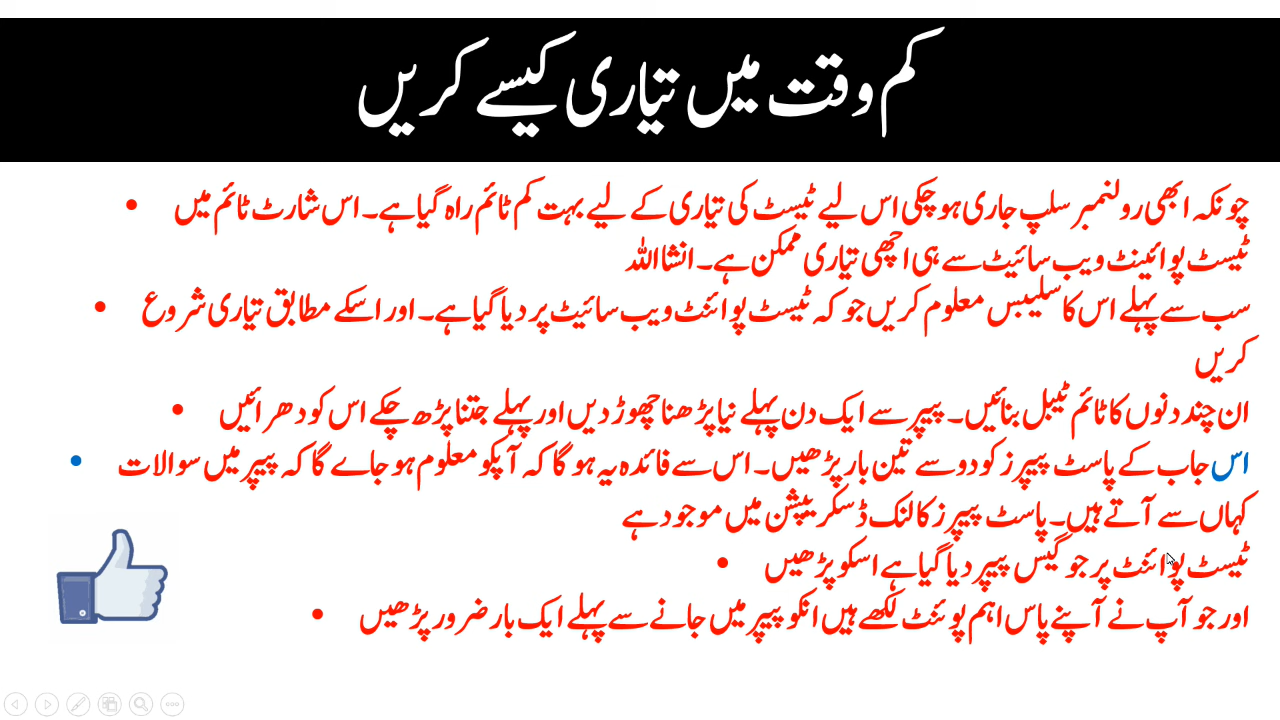 کم وقت میں تیاری کیسے کریں
چونکہ ابھی رولنمبر سلپ جاری ہو چکی اس لیے ٹیسٹ کی تیاری کے لیے بہت کم ٹائم راہ گیا ہے۔ اس شارٹ ٹائم میں •
ٹیسٹ پوائینٹ ویب سائیٹ سے ہی اچھی تیاری ممکن ہے۔ انشااللہ
سب سے پہلے اس کا سلیبس معلوم کریں جو کہ ٹیسٹ پوائنٹ ویب سائیٹ پر دیا گیا ہے۔ اور اسکے مطابق تیاری شروع •
کریں
ان چند دنوں کا ٹائم ٹیبل بنائیں۔ پیپر سے ایک دن پہلے نیا پڑھنا چھوڑ دیں اور پہلے جتنا پڑھ چکے اس کو دھرائیں •
اس جاب کے پاسٹ پیپرز کو دو سے تین بار پڑھیں۔ اس سے فائدہ یہ ہو گا کہ آپکو معلوم ہو جاے گا کہ پیپر میں سوالات •
کہاں سے آتے ہیں۔ پاسٹ پیپرز کا لنک ڈسکریپشن میں موجود ہے
ٹیسٹ پوائنٹ پر جو گیس پیپر دیا گیا ہے اسکو پڑھیں •
اور جو آپ نے آپنے پاس اہم پوئنٹ لکھے ہیں انکو پیپر میں جانے سے پہلے ایک بار ضرور پڑھیں •